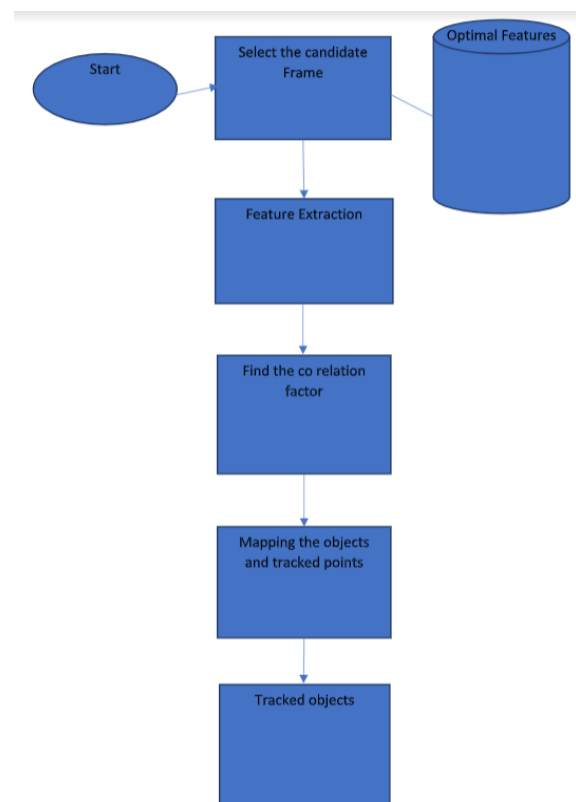 Start
Select the candidate
Frame
Optimal Features
Feature Extraction
Find the co relation
factor
Mapping the objects
and tracked points
Tracked objects